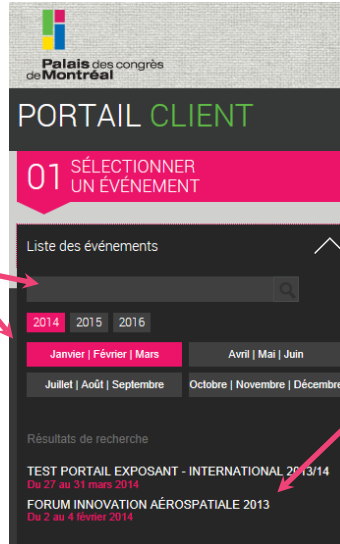 Palais des congrès
de Montréal
PORTAIL CLIENT
01 SÉLECTIONNER
UN ÉVÉNEMENT
Liste des événements
2014 2015 2016
Janvier | Février | Mars Avril | Mai | Juin
Juillet | Août | Septembre Octobre | Novembre | Décembre
Résultats de recherche
TEST PORTAIL EXPOSANT - INTERNATIONAL 2013/14
Du 27 au 31 mars 2014
FORUM INNOVATION AÉROSPATIALE 2013
Du 2 au 4 février 2014